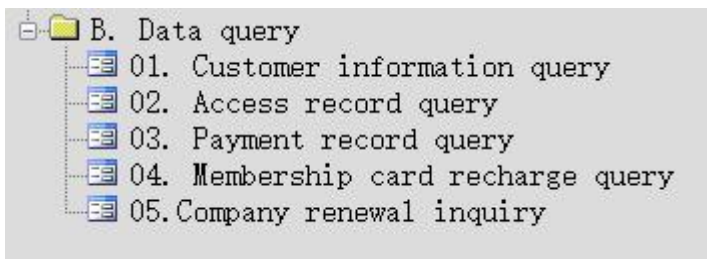 B. Data query
01. Customer information query
02. Access record query
03. Payment record query
04. Membership card recharge query
05.Company renewal inquiry